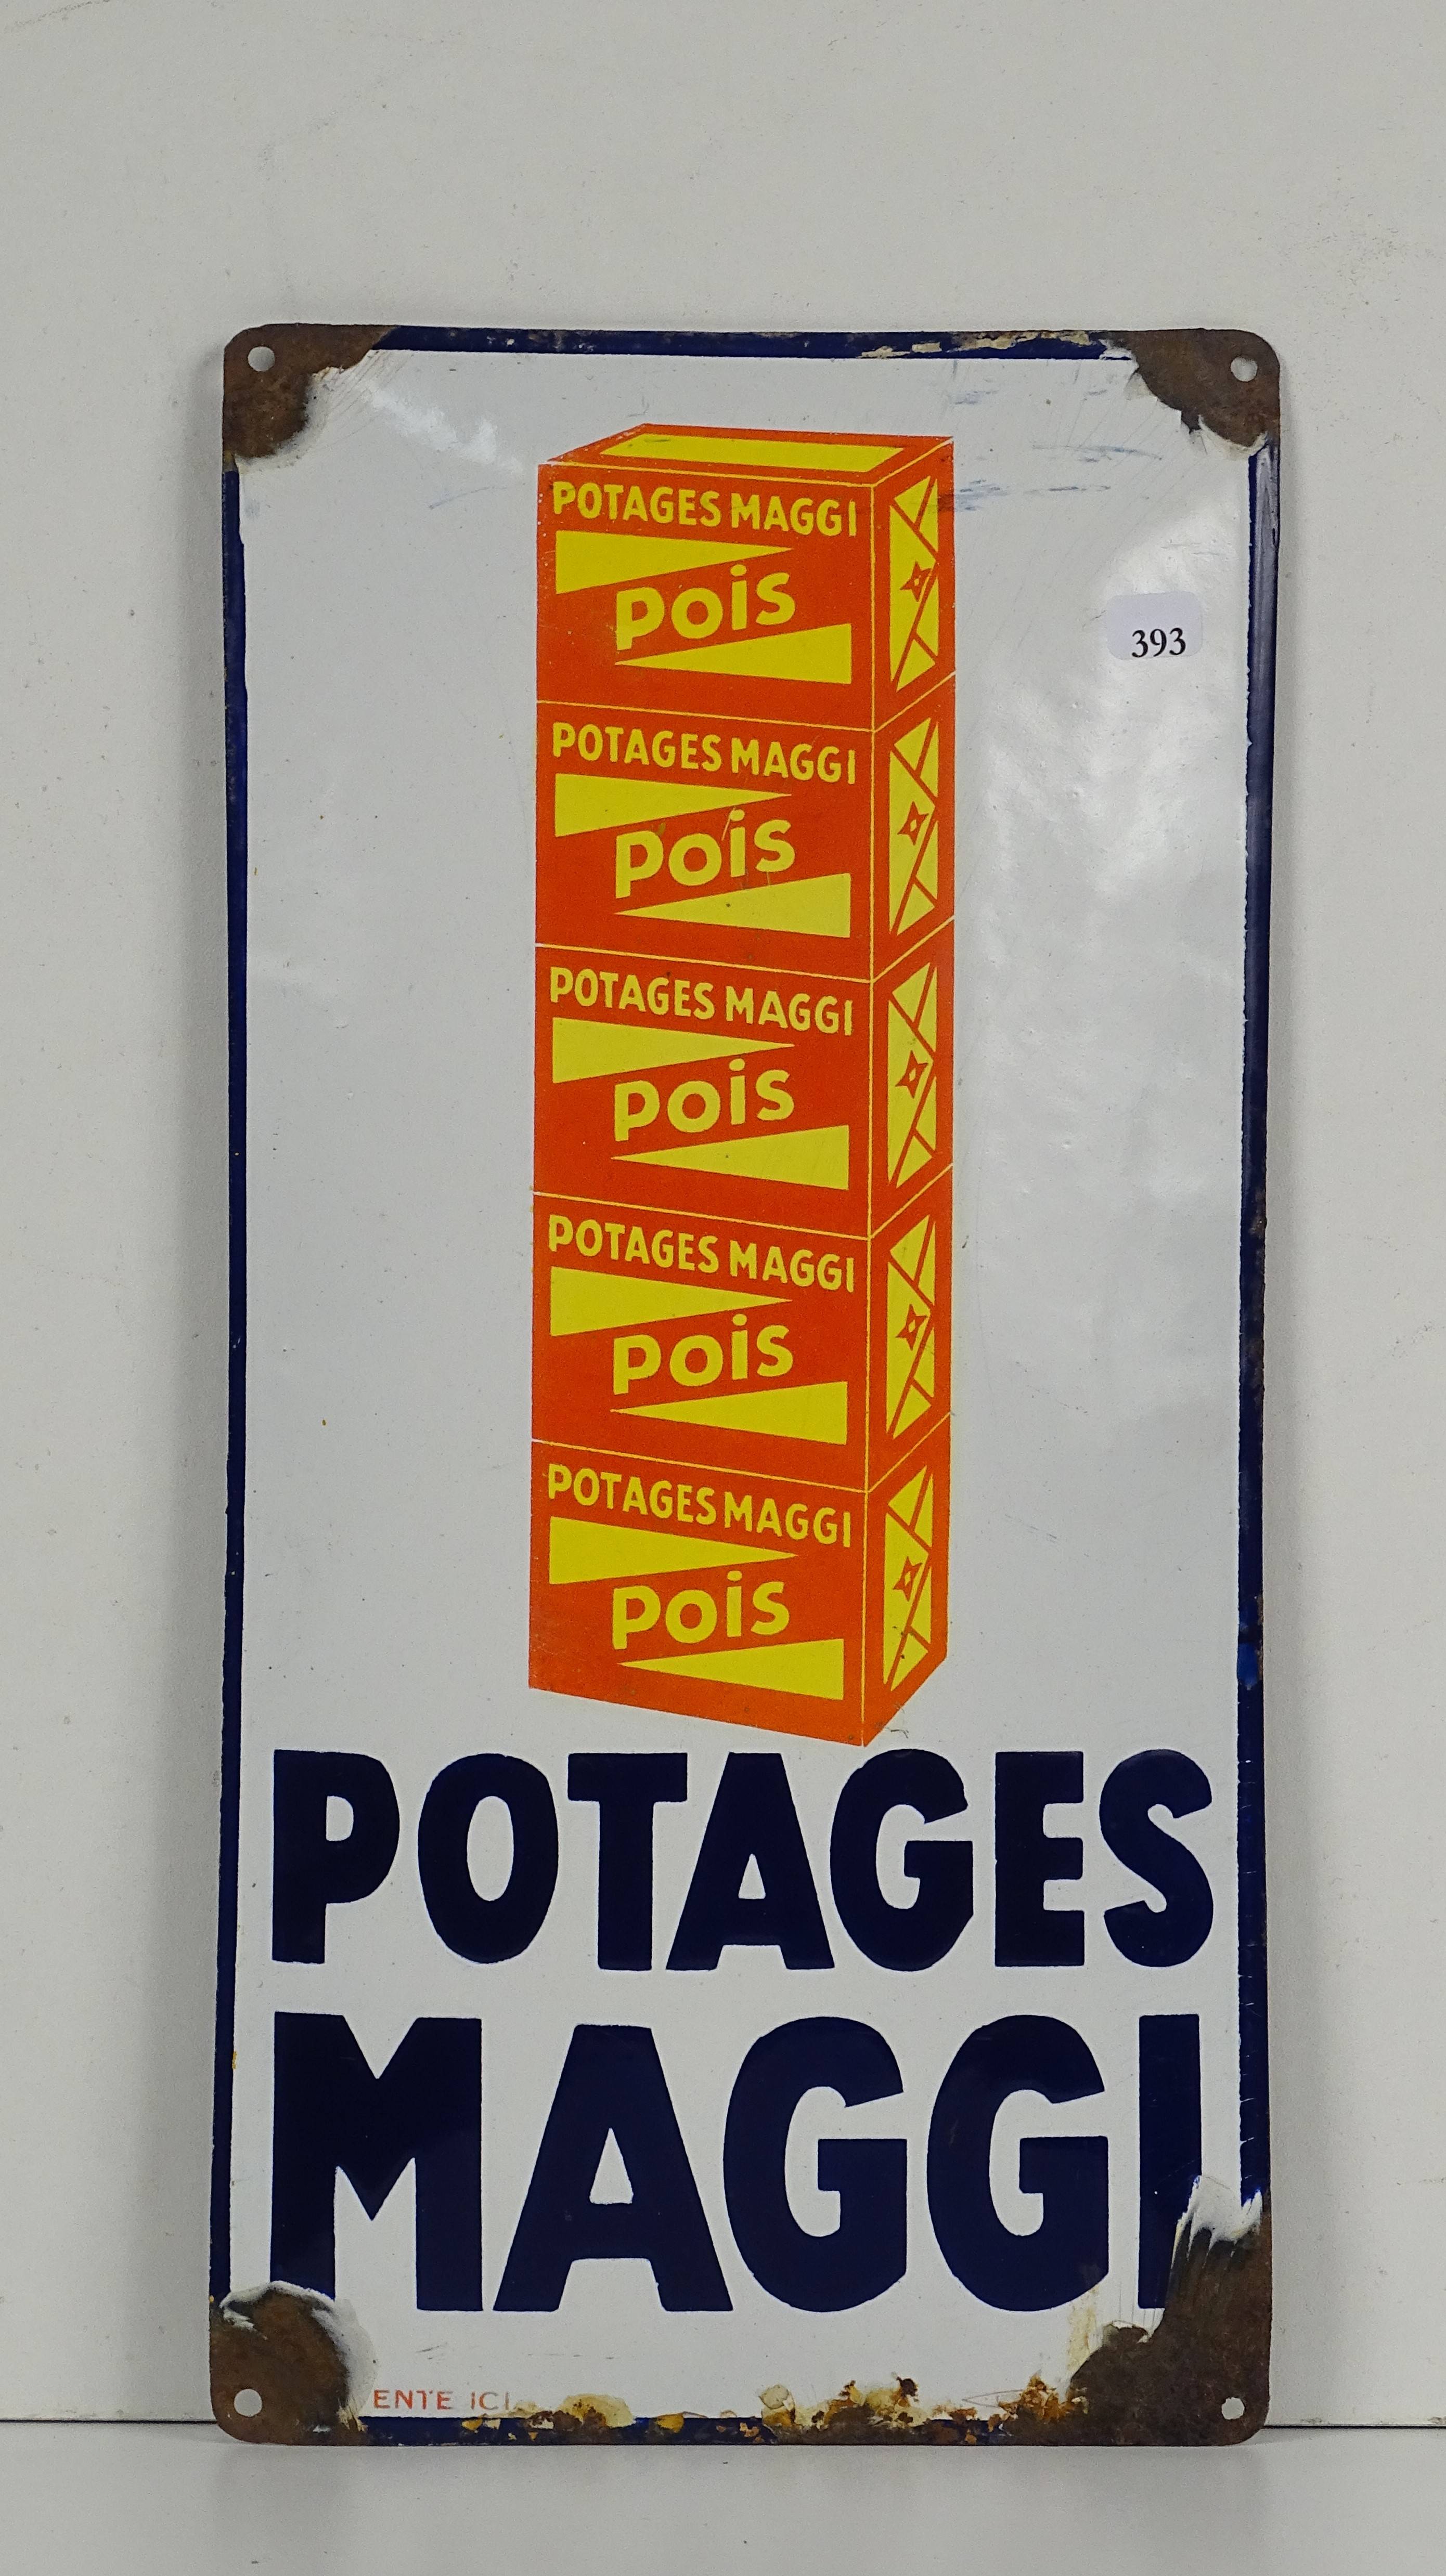 POTAGES MAGGI
pois
393
POTAGES MAGGI
pois
POTAGES MAGGI
pois
POTAGES MAGGI
pois
POTAGES MAGGI
pois
POTAGES
MAGGI
ENTE ICI